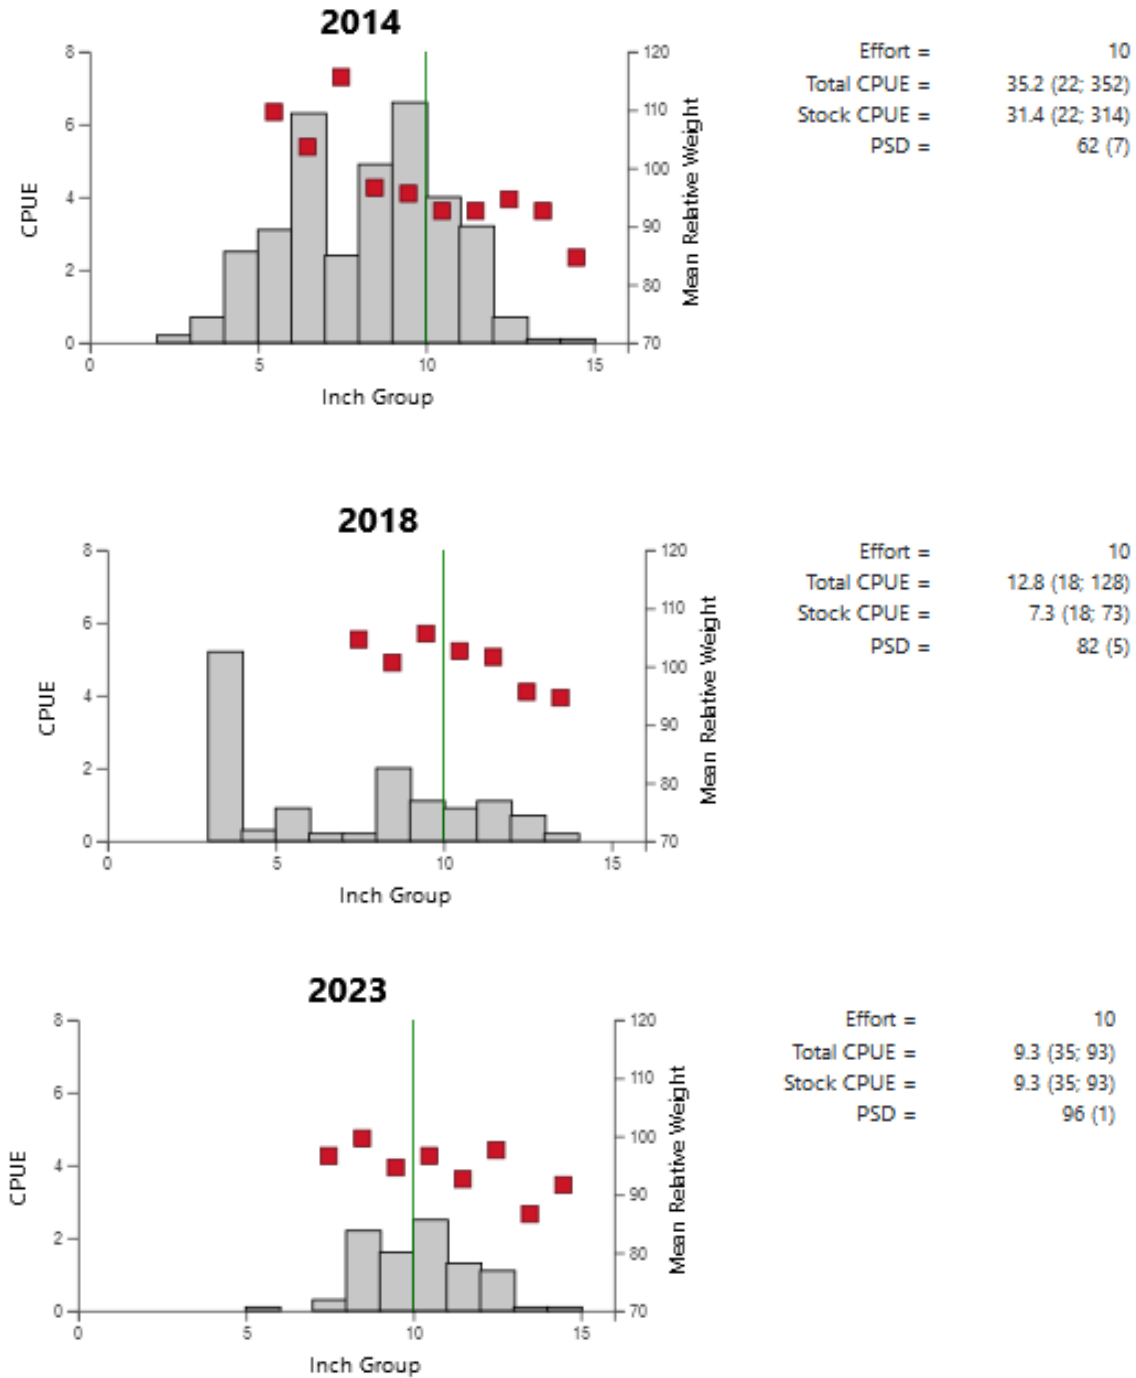 2014
Effort = 10
Total CPUE = 35.2 (22; 352)
Stock CPUE = 31.4 (22; 314)
PSD = 62 (7)
8
6
4
2
0
CPUE
120
110
100
90
80
70
Mean Relative Weight
0 5 10 15
Inch Group
2018
Effort = 10
Total CPUE = 12.8 (18; 128)
Stock CPUE = 7.3 (18; 73)
PSD = 82 (5)
8
6
4
2
0
CPUE
120
110
100
90
80
70
Mean Relative Weight
0 5 10 15
Inch Group
2023
Effort = 10
Total CPUE = 9.3 (35; 93)
Stock CPUE = 9.3 (35; 93)
PSD = 96 (1)
8
6
4
2
0
CPUE
120
110
100
90
80
70
Mean Relative Weight
0 5 10 15
Inch Group